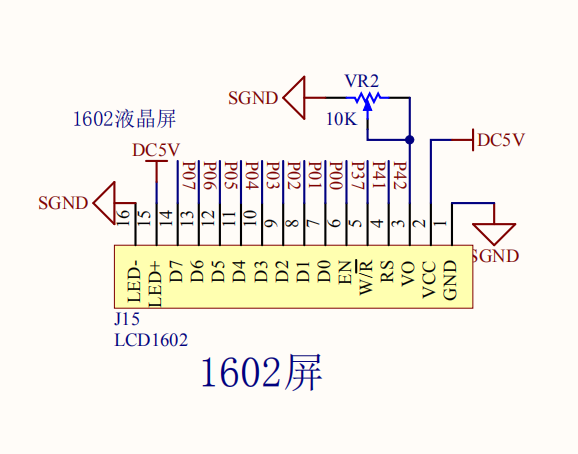 VR2
SGND
10K
1602液晶屏
DC5V
DC5V
P07 P06 P05 P04 P03 P02 P01 P00 P37 P41 P42
SGND
16 15 14 13 12 11 10 9 8 7 6 5 4 3 2 1
SGND
LED- LED+ D7 D6 D5 D4 D3 D2 D1 D0 EN W/R RS VO VCC GND
J15
LCD1602
1602屏